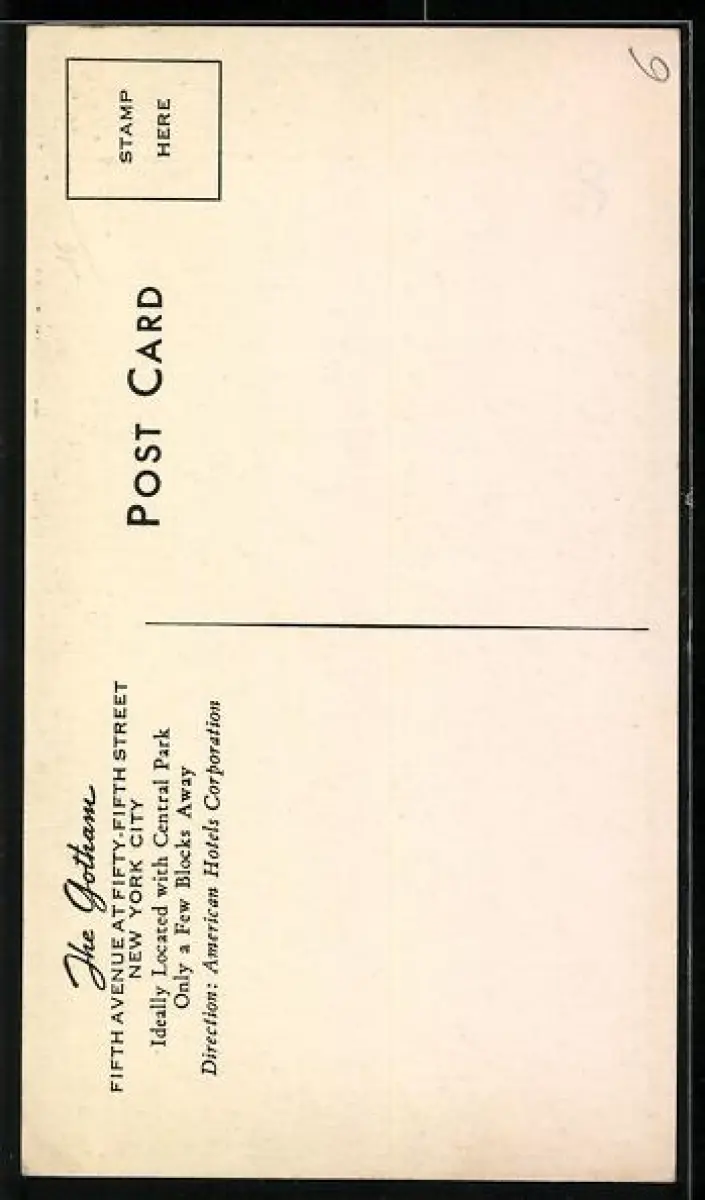 The Gotham
FIFTH AVENUE AT FIFTY-FIFTH STREET
NEW YORK CITY
Ideally Located with Central Park
Only a Few Blocks Away
Direction: American Hotels Corporation
POST CARD
STAMP
HERE
6